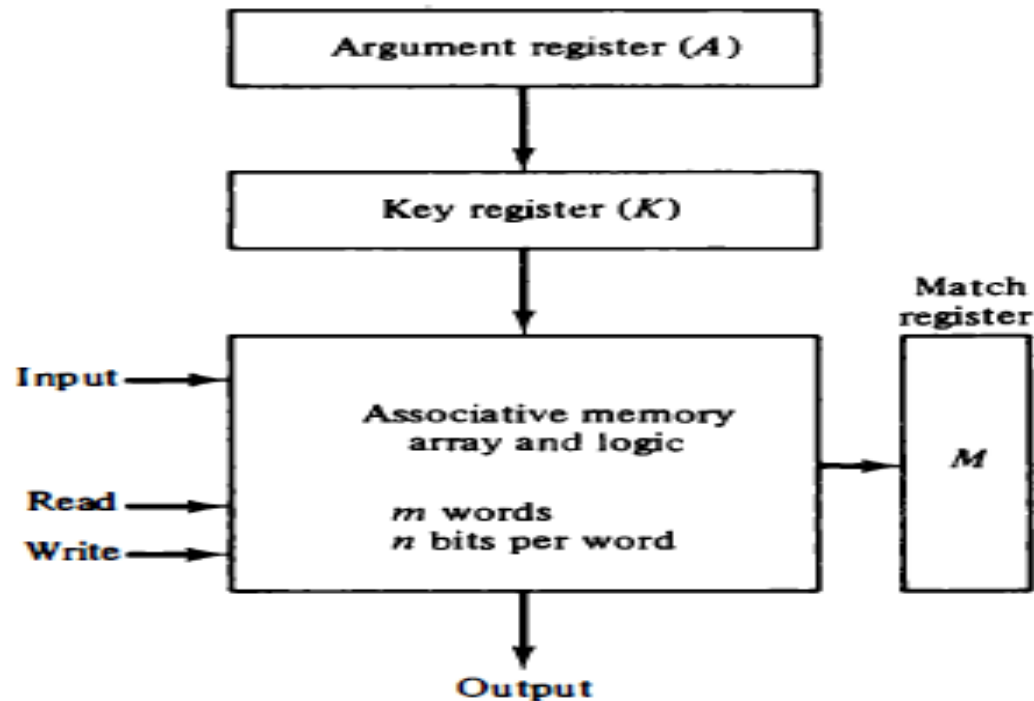 Argument register (A)
Key register (K)
Match
register
Input
Associative memory
array and logic
M
Read
m words
Write
n bits per word
Output